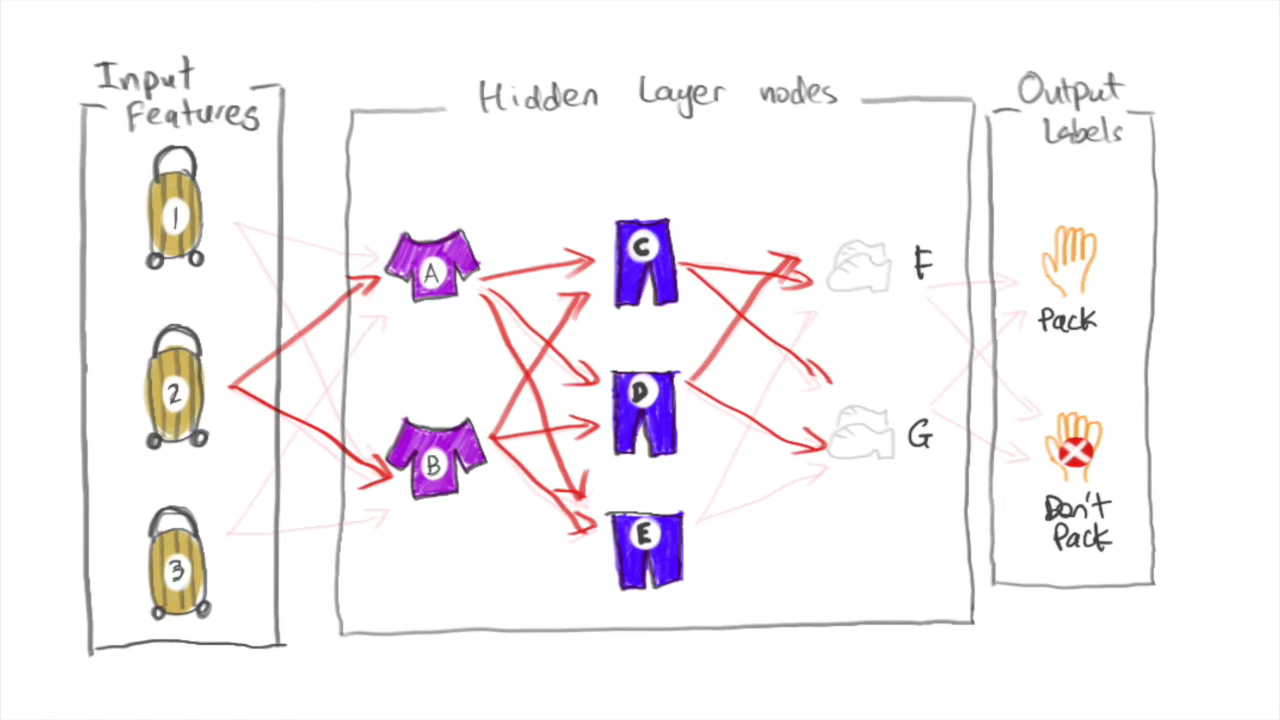 Input
Features
Hidden Layer nodes
Output
Labels
1
2
3
A
B
C
D
E
F
G
Pack
Don't
Pack